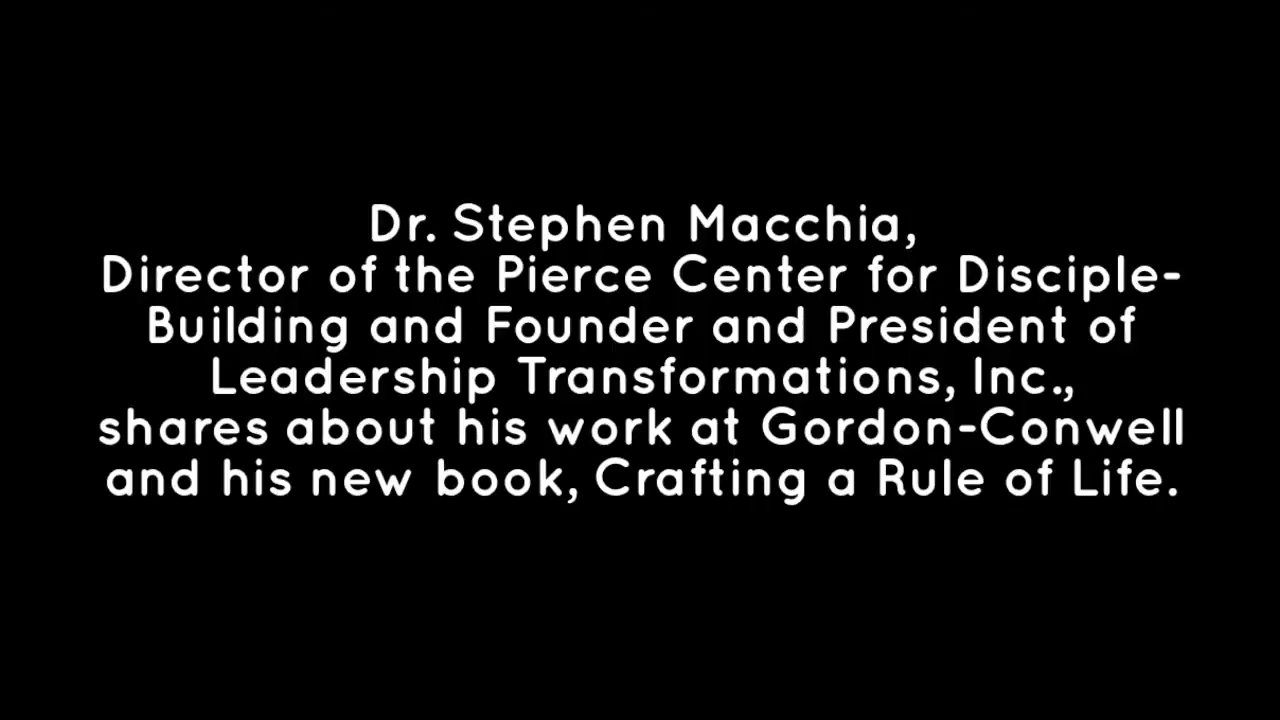 Dr. Stephen Macchia,
Director of the Pierce Center for Disciple-
Building and Founder and President of
Leadership Transformations, Inc.,
shares about his work at Gordon-Conwell
and his new book, Crafting a Rule of Life.